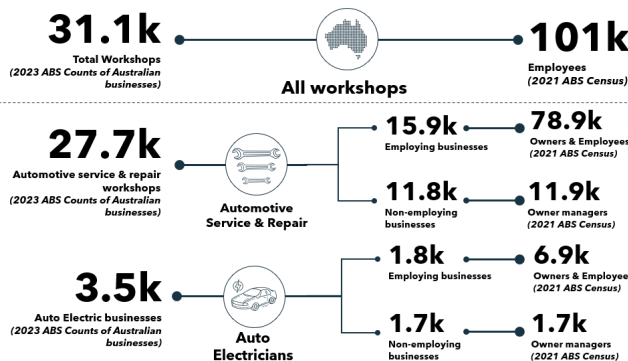 31.1k
Total Workshops
(2023 ABS Counts of Australian
businesses)
All workshops
101k
Employees
(2021 ABS Census)
27.7k
Automotive service & repair
workshops
(2023 ABS Counts of Australian
businesses)
Automotive
Service & Repair
15.9k
Employing businesses
78.9k
Owners & Employees
(2021 ABS Census)
11.8k
Non-employing
businesses
11.9k
Owner managers
(2021 ABS Census)
3.5k
Auto Electric businesses
(2023 ABS Counts of Australian
businesses)
Auto
Electricians
1.8k
Employing businesses
6.9k
Owners & Employee
(2021 ABS Census)
1.7k
Non-employing
businesses
1.7k
Owner managers
(2021 ABS Census)